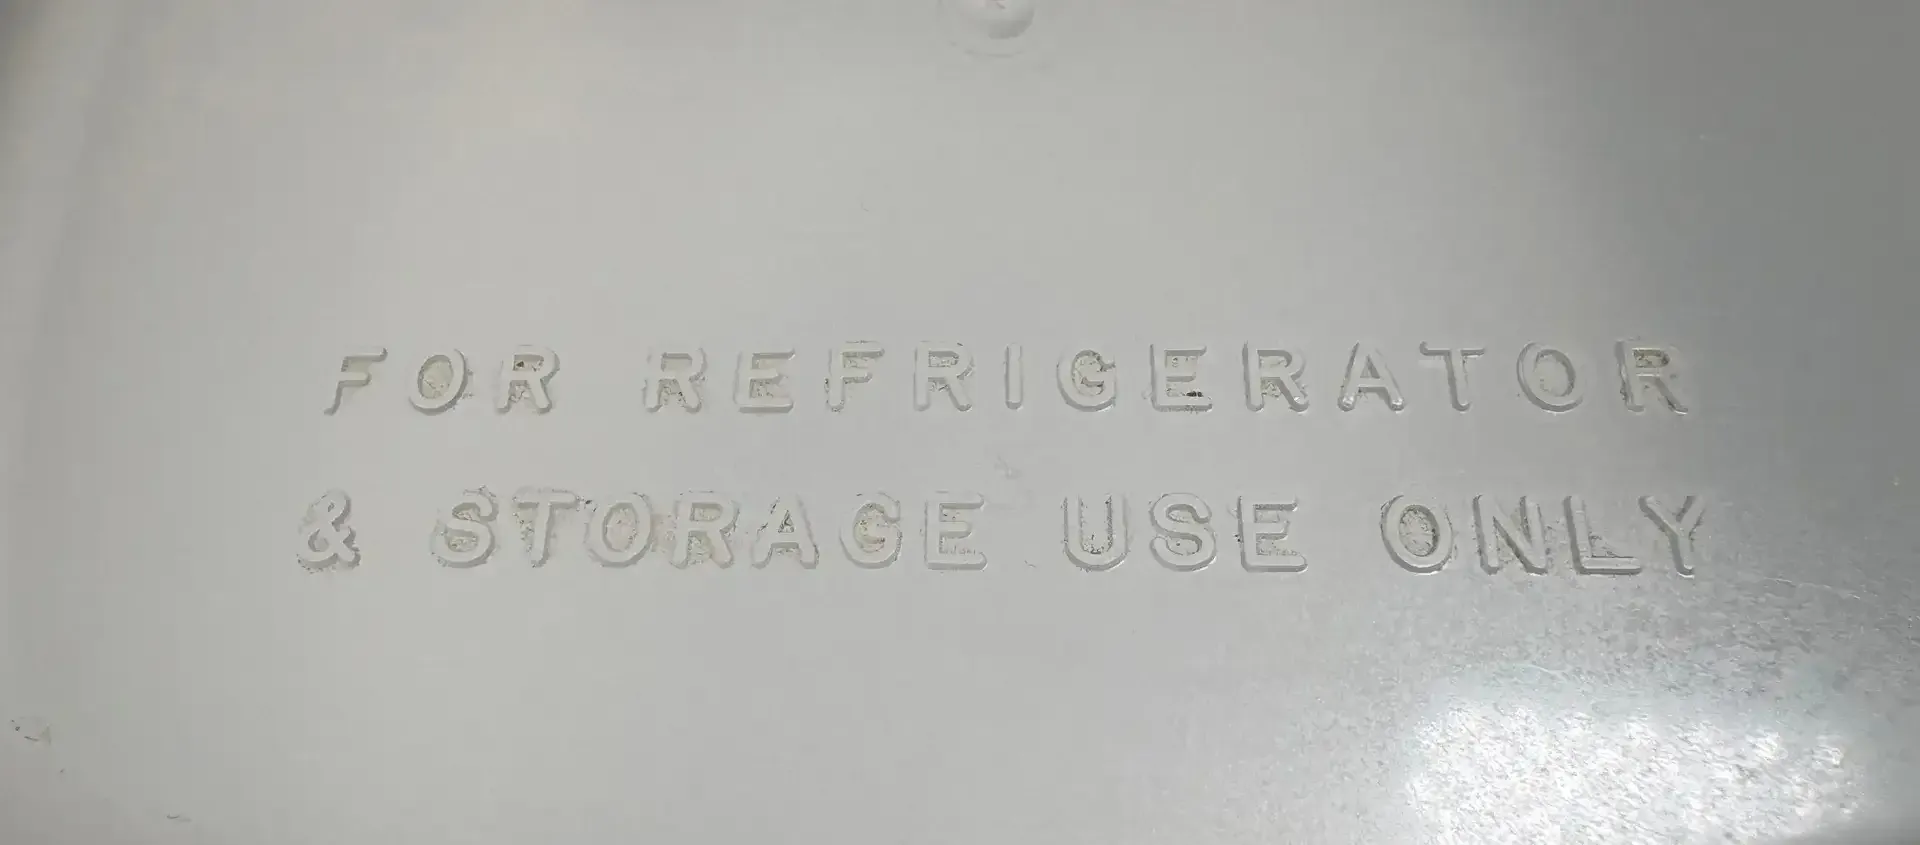 FOR REFRIGERATOR
& STORAGE USE ONLY